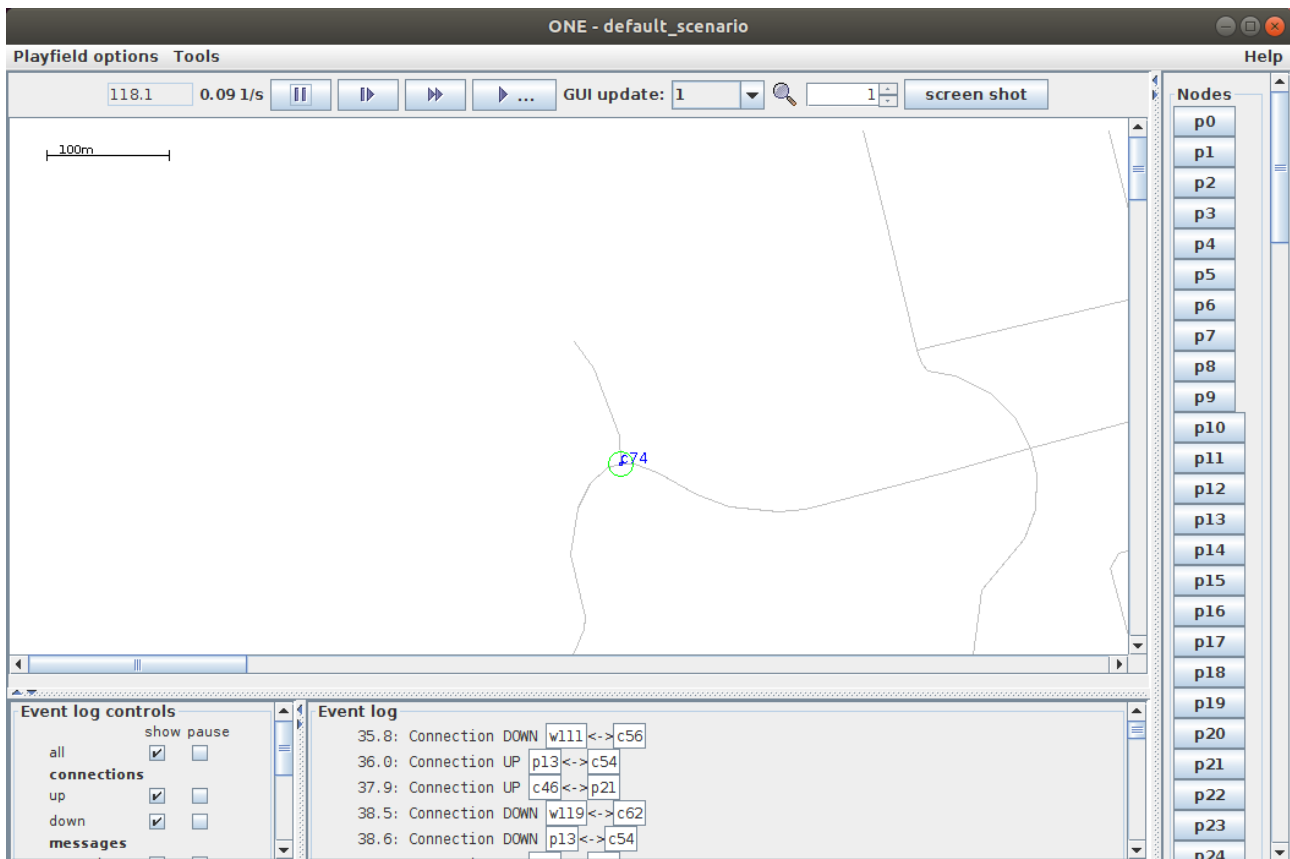 ONE - default_scenario
Playfield options Tools Help
118.1 0.09 1/s ... GUI update: 1 1 screen shot
100m
c74
Nodes
p0
p1
p2
p3
p4
p5
p6
p7
p8
p9
p10
p11
p12
p13
p14
p15
p16
p17
p18
p19
p20
p21
p22
p23
p24
Event log controls
show pause
all
connections
up
down
messages
Event log
35.8: Connection DOWN w111<->c56
36.0: Connection UP p13<->c54
37.9: Connection UP c46<->p21
38.5: Connection DOWN w119<->c62
38.6: Connection DOWN p13<->c54